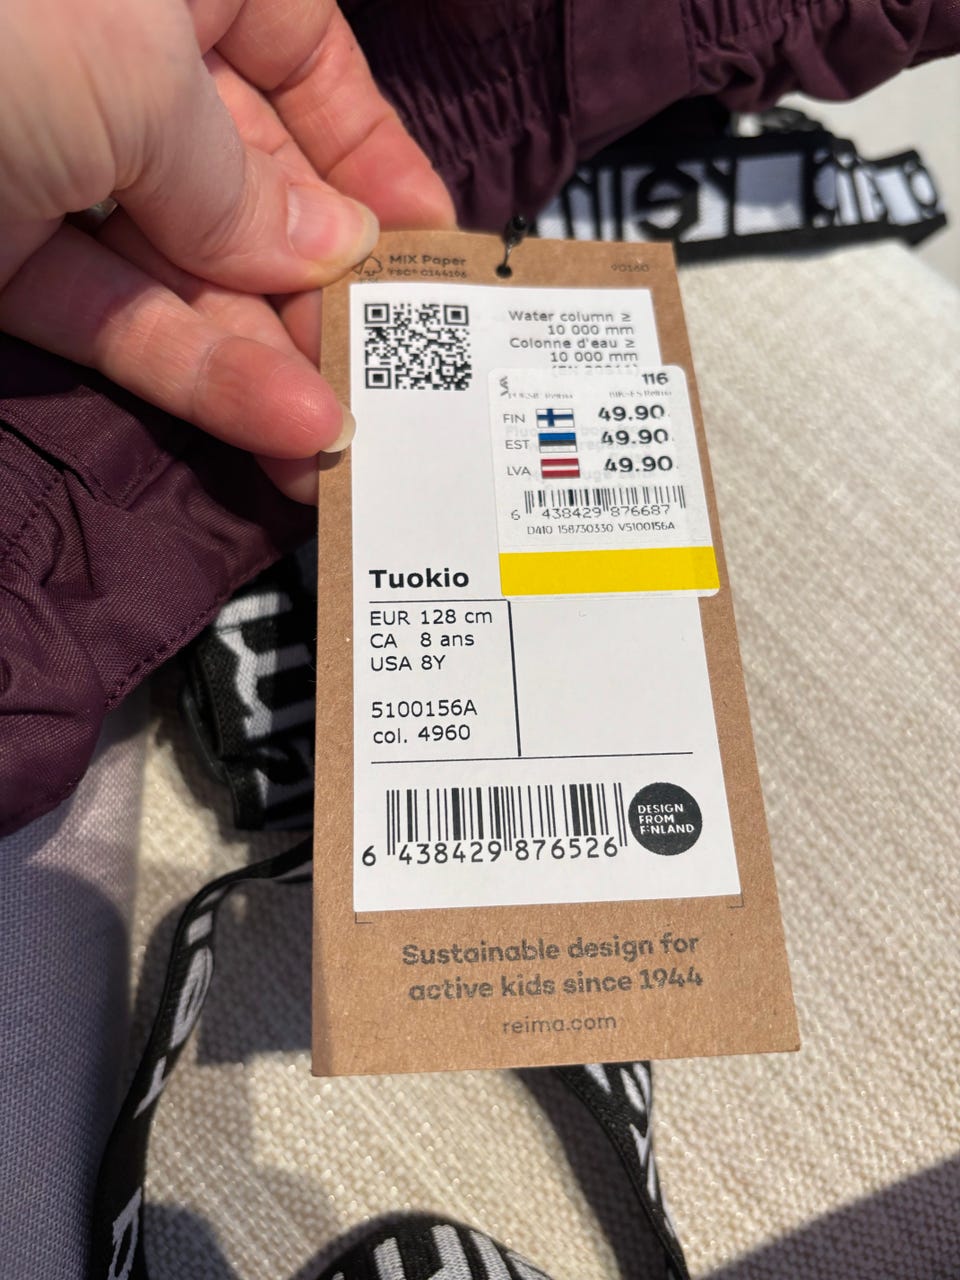 MIX Paper
90160
Water column ≥
10 000 mm
Colonne d'eau ≥
10 000 mm
116
FIN 49.90
EST 49.90
LVA 49.90
6 438429 876687
D410 158730330 V5100156A
Tuokio
EUR 128 cm
CA 8 ans
USA 8Y
5100156A
col. 4960
6 438429 876526
DESIGN
FROM
FINLAND
Sustainable design for
active kids since 1944
reima.com